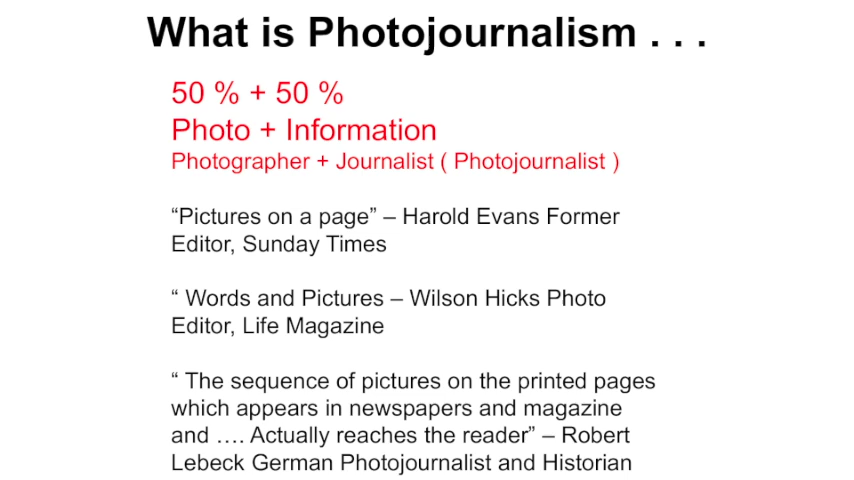 What is Photojournalism . . .
50 % + 50 %
Photo + Information
Photographer + Journalist ( Photojournalist )
“Pictures on a page” – Harold Evans Former
Editor, Sunday Times
“ Words and Pictures – Wilson Hicks Photo
Editor, Life Magazine
“ The sequence of pictures on the printed pages
which appears in newspapers and magazine
and …. Actually reaches the reader” – Robert
Lebeck German Photojournalist and Historian